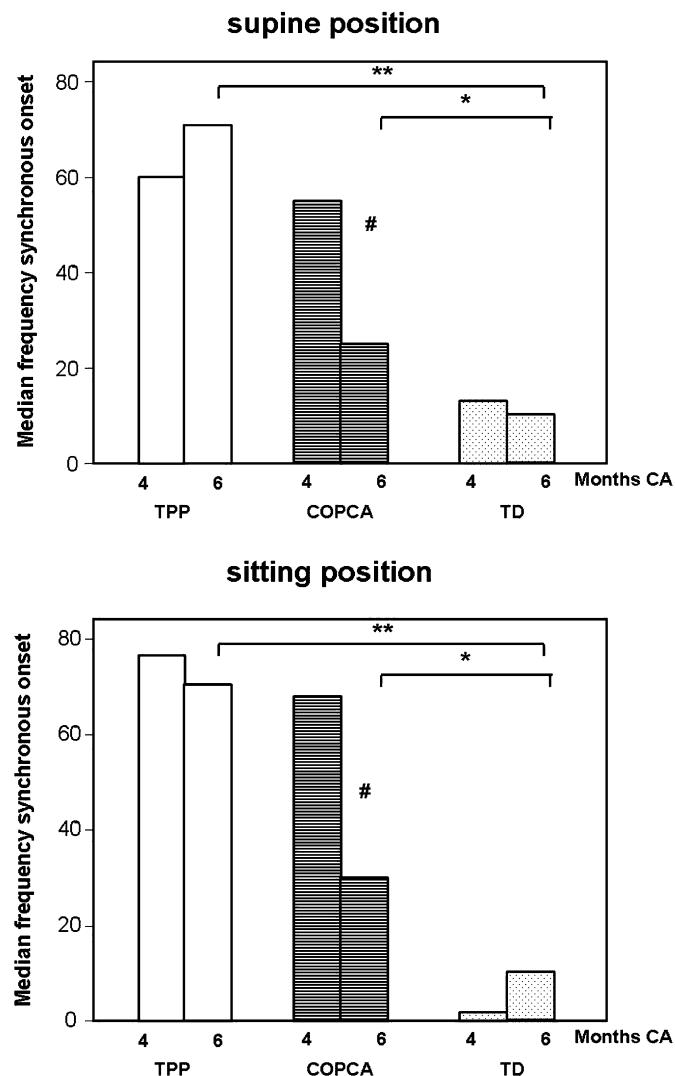 supine position
Median frequency synchronous onset
80
60
40
20
0
**
*
#
4 6 4 6 4 6 Months CA
TPP COPCA TD
sitting position
Median frequency synchronous onset
80
60
40
20
0
**
*
#
4 6 4 6 4 6 Months CA
TPP COPCA TD